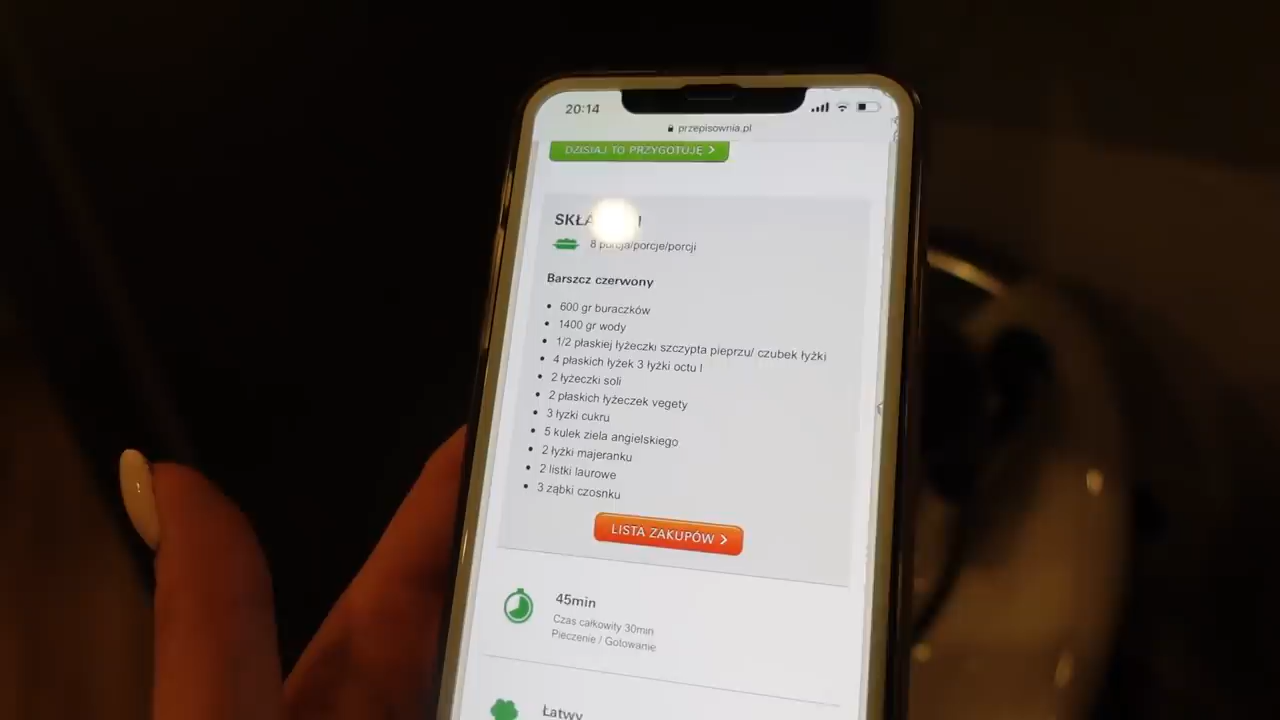 20:14
przepisownia.pl
DZISIAJ TO PRZYGOTUJĘ >
8 porcja/porcje/porcji
Barszcz czerwony
• 600 gr buraczków
• 1400 gr wody
• 1/2 płaskiej łyżeczki szczypta pieprzu/ czubek łyżki
• 4 płaskich łyżek 3 łyżki octu l
• 2 łyżeczki soli
• 2 płaskich łyżeczek vegety
• 3 łyzki cukru
• 5 kulek ziela angielskiego
• 2 łyżki majeranku
• 2 listki laurowe
• 3 ząbki czosnku
LISTA ZAKUPÓW >
45min
Czas całkowity 30min
Pieczenie / Gotowanie
Łatwy